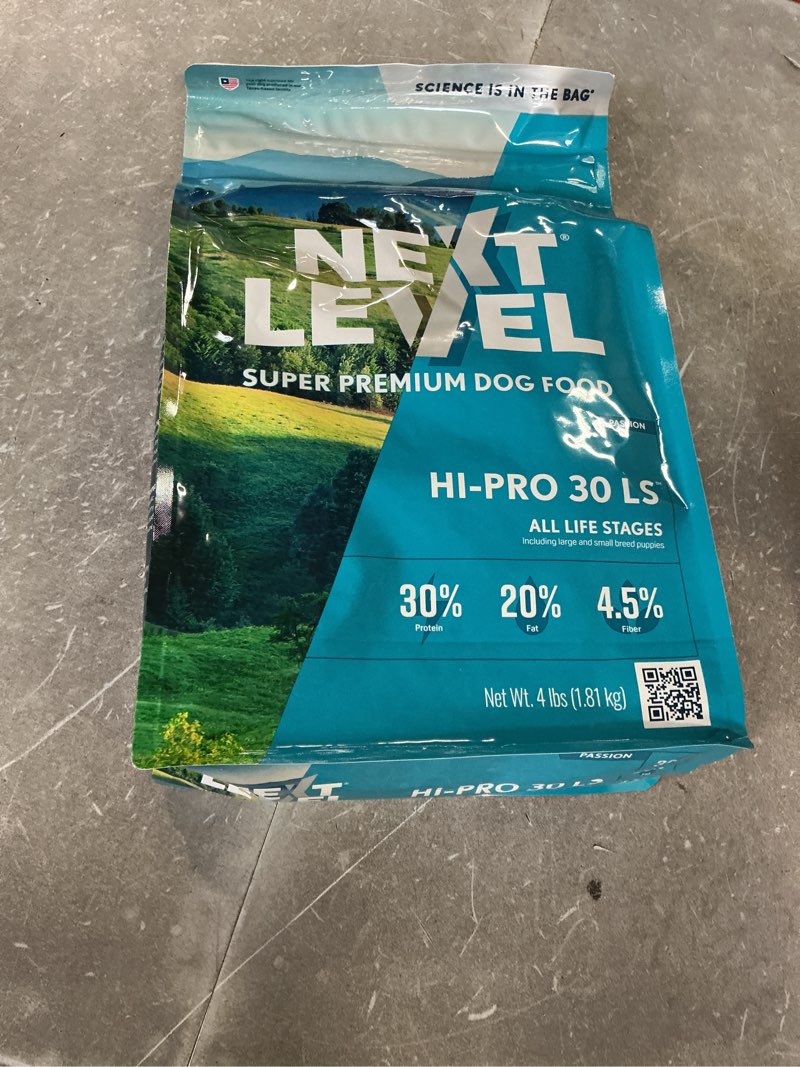 SCIENCE IS IN THE BAG®
NEXT®
LEVEL
SUPER PREMIUM DOG FOOD
PASSION
HI-PRO 30 LS™
ALL LIFE STAGES
Including large and small breed puppies
30% 20% 4.5%
Protein Fat Fiber
Net Wt. 4 lbs (1.81 kg)
PASSION
NEXT®
LEVEL
HI-PRO 30 LS